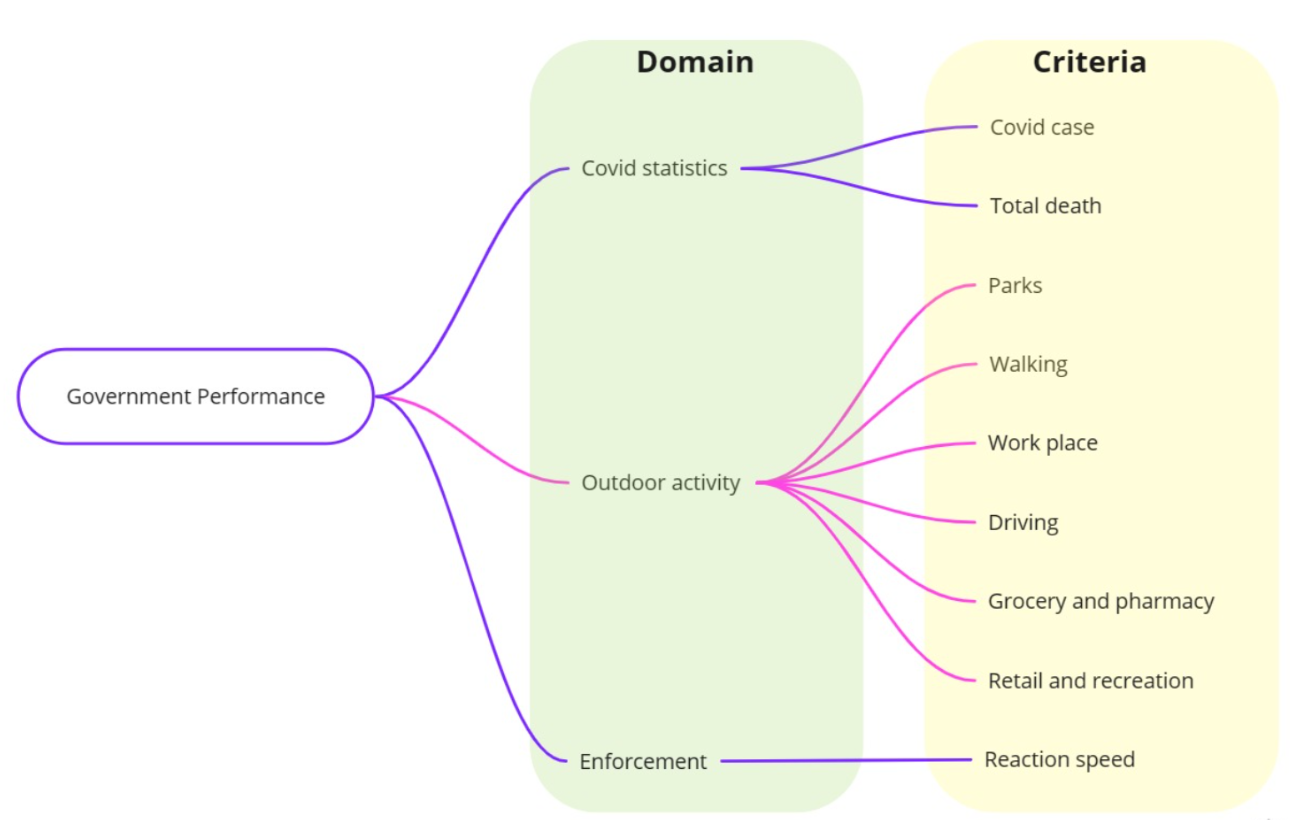 Domain
Criteria
Covid case
Covid statistics
Total death
Parks
Walking
Government Performance
Work place
Outdoor activity
Driving
Grocery and pharmacy
Retail and recreation
Enforcement
Reaction speed